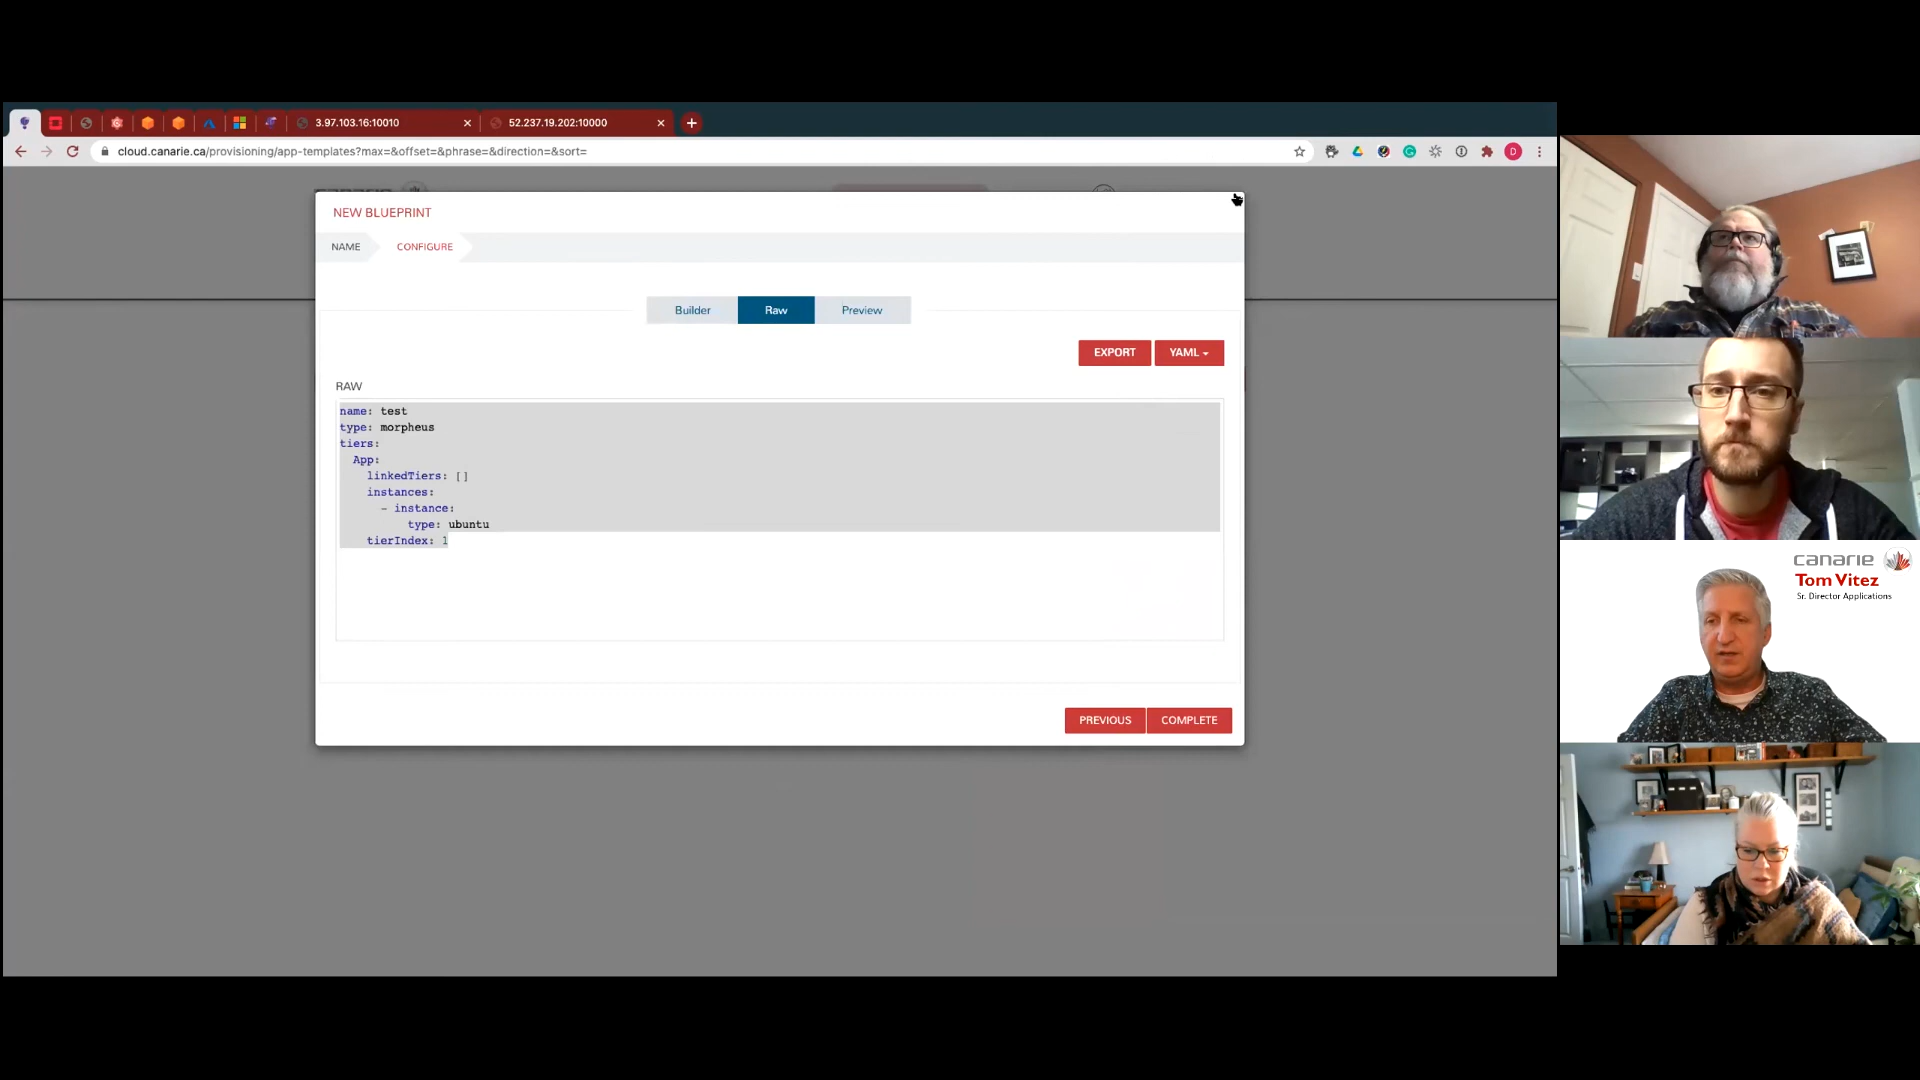 3.97.103.16:10010
52.237.19.202:10000
cloud.canarie.ca/provisioning/app-templates?max=&offset=&phrase=&direction=&sort=
D
NEW BLUEPRINT
NAME
CONFIGURE
Builder
Raw
Preview
EXPORT
YAML
RAW
name: test
type: morpheus
tiers:
App:
linkedTiers: []
instances:
- instance:
type: ubuntu
tierIndex: 1
PREVIOUS
COMPLETE
canarie
Tom Vitez
Sr. Director Applications